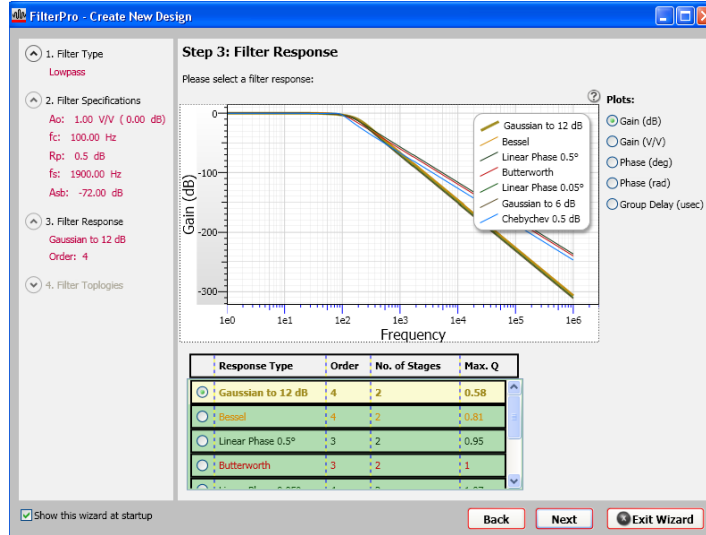 FilterPro - Create New Design
1. Filter Type
Lowpass
2. Filter Specifications
Ao: 1.00 V/V ( 0.00 dB)
fc: 100.00 Hz
Rp: 0.5 dB
fs: 1900.00 Hz
Asb: -72.00 dB
3. Filter Response
Gaussian to 12 dB
Order: 4
4. Filter Toplogies
Step 3: Filter Response
Please select a filter response:
Gain (dB)
0
-100
-200
-300
1e0 1e1 1e2 1e3 1e4 1e5 1e6
Frequency
Gaussian to 12 dB
Bessel
Linear Phase 0.5°
Butterworth
Linear Phase 0.05°
Gaussian to 6 dB
Chebychev 0.5 dB
Plots:
Gain (dB)
Gain (V/V)
Phase (deg)
Phase (rad)
Group Delay (usec)
Response Type Order No. of Stages Max. Q
Gaussian to 12 dB 4 2 0.58
Bessel 4 2 0.81
Linear Phase 0.5° 3 2 0.95
Butterworth 3 2 1
Show this wizard at startup
Back Next Exit Wizard